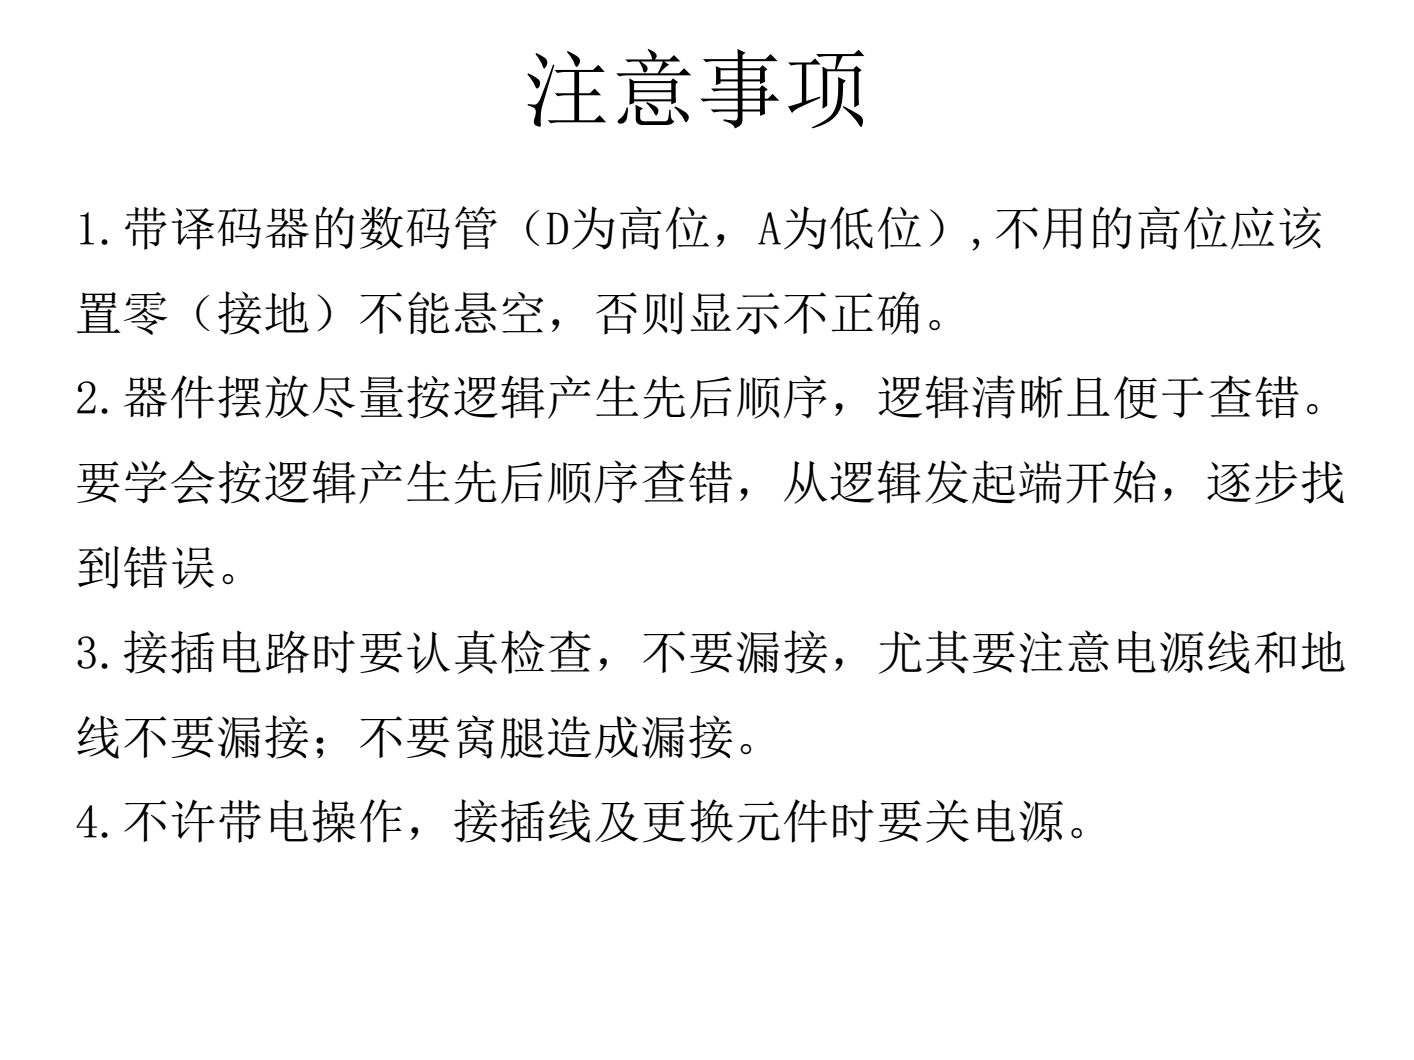 注意事项
1.带译码器的数码管（D为高位，A为低位）,不用的高位应该
置零（接地）不能悬空，否则显示不正确。
2.器件摆放尽量按逻辑产生先后顺序，逻辑清晰且便于查错。
要学会按逻辑产生先后顺序查错，从逻辑发起端开始，逐步找
到错误。
3.接插电路时要认真检查，不要漏接，尤其要注意电源线和地
线不要漏接；不要窝腿造成漏接。
4.不许带电操作，接插线及更换元件时要关电源。